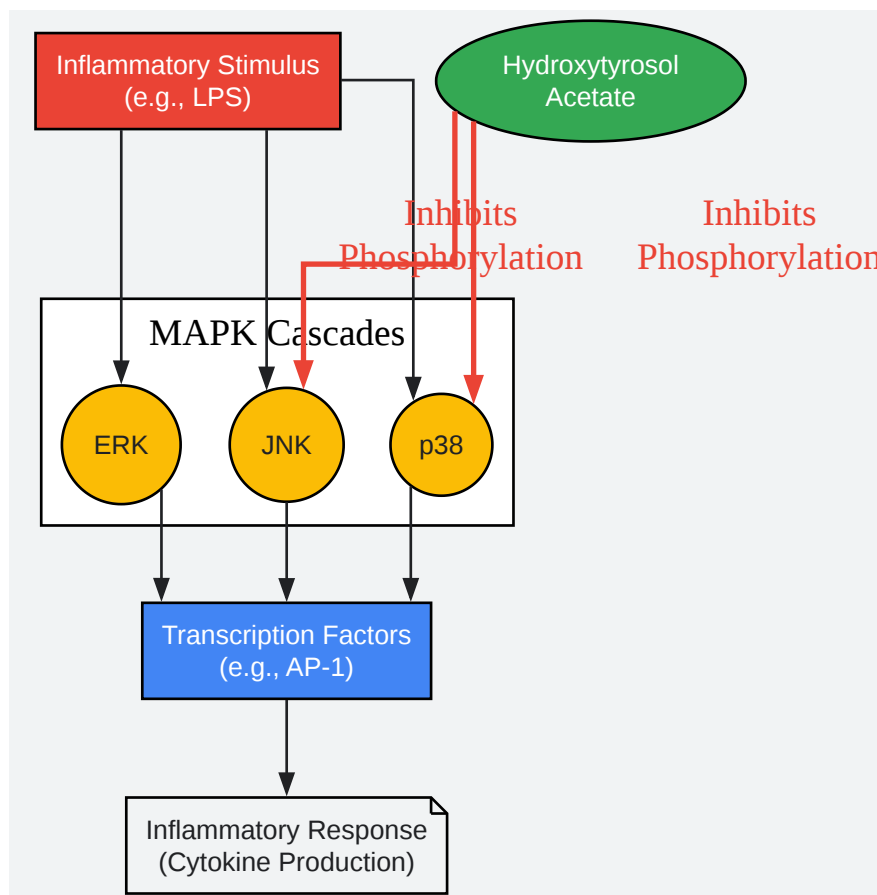 Inflammatory Stimulus
(e.g., LPS)
Hydroxytyrosol
Acetate
Inhibits
Phosphorylation
Inhibits
Phosphorylation
MAPK Cascades
ERK
JNK
p38
Transcription Factors
(e.g., AP-1)
Inflammatory Response
(Cytokine Production)